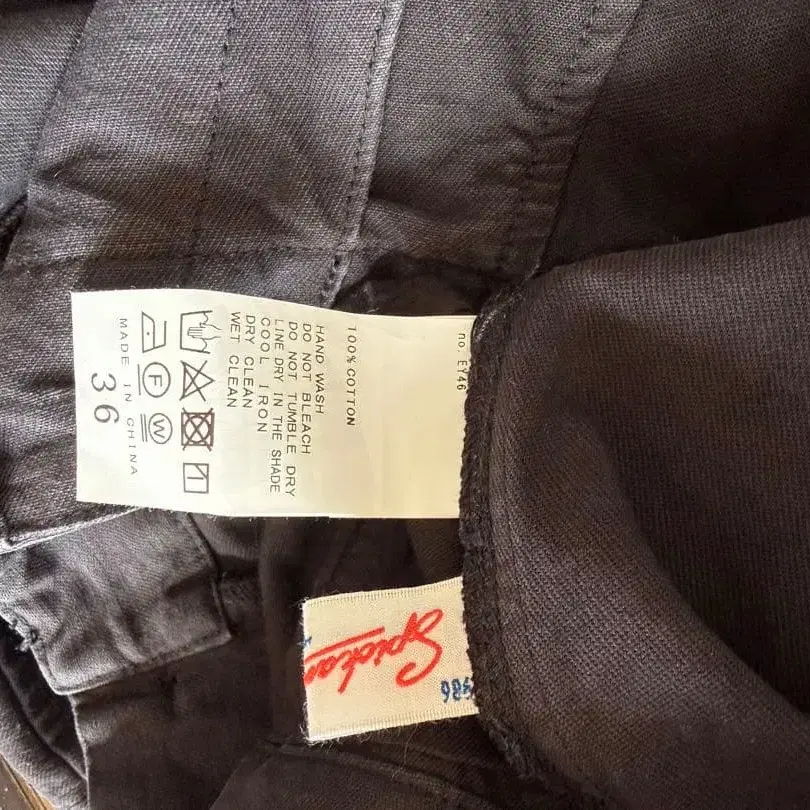 no. EY46
100% COTTON
HAND WASH
DO NOT BLEACH
DO NOT TUMBLE DRY
LINE DRY IN THE SHADE
COOL IRON
DRY CLEAN
WET CLEAN
F W
MADE IN CHINA
36